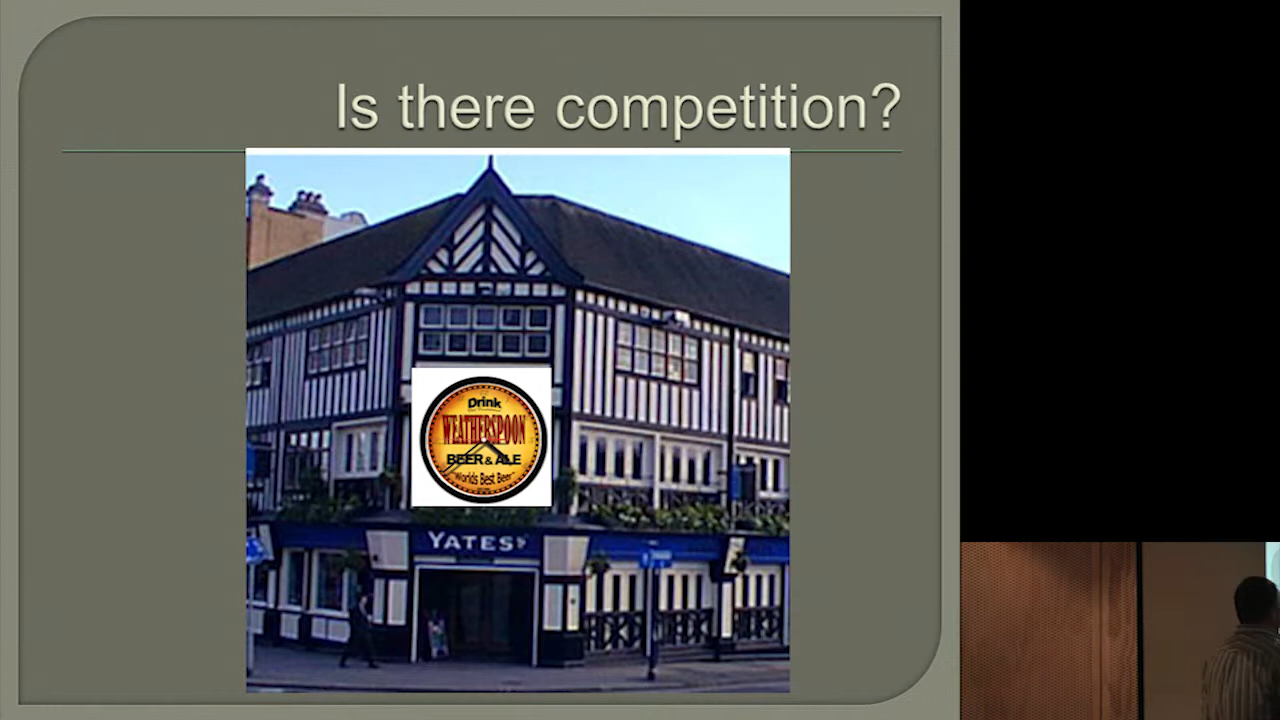 Is there competition?
Drink
WEATHERSPOON
BEER & ALE
"Worlds Best Beer"
YATES's